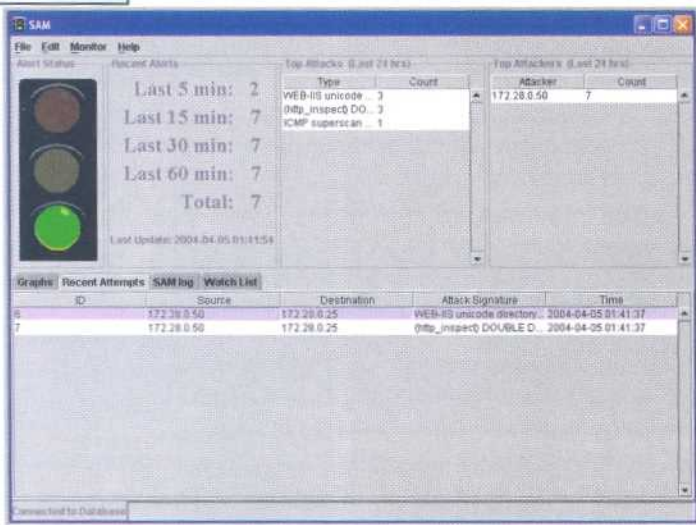 SAM
File Edit Monitor Help
Alert Status
Recent Alerts
Last 5 min: 2
Last 15 min: 7
Last 30 min: 7
Last 60 min: 7
Total: 7
Last Update: 2004-04-05 01:41:54
Top Attacks (Last 24 hrs)
Type Count
WEB-IIS unicode ... 3
(http_inspect) DO... 3
ICMP superscan ... 1
Top Attackers (Last 24 hrs)
Attacker Count
172.28.0.50 7
Graphs Recent Attempts SAM log Watch List
ID Source Destination Attack Signature Time
6 172.28.0.50 172.28.0.25 WEB-IIS unicode directory... 2004-04-05 01:41:37
7 172.28.0.50 172.28.0.25 (http_inspect) DOUBLE D... 2004-04-05 01:41:37
Connected to Database